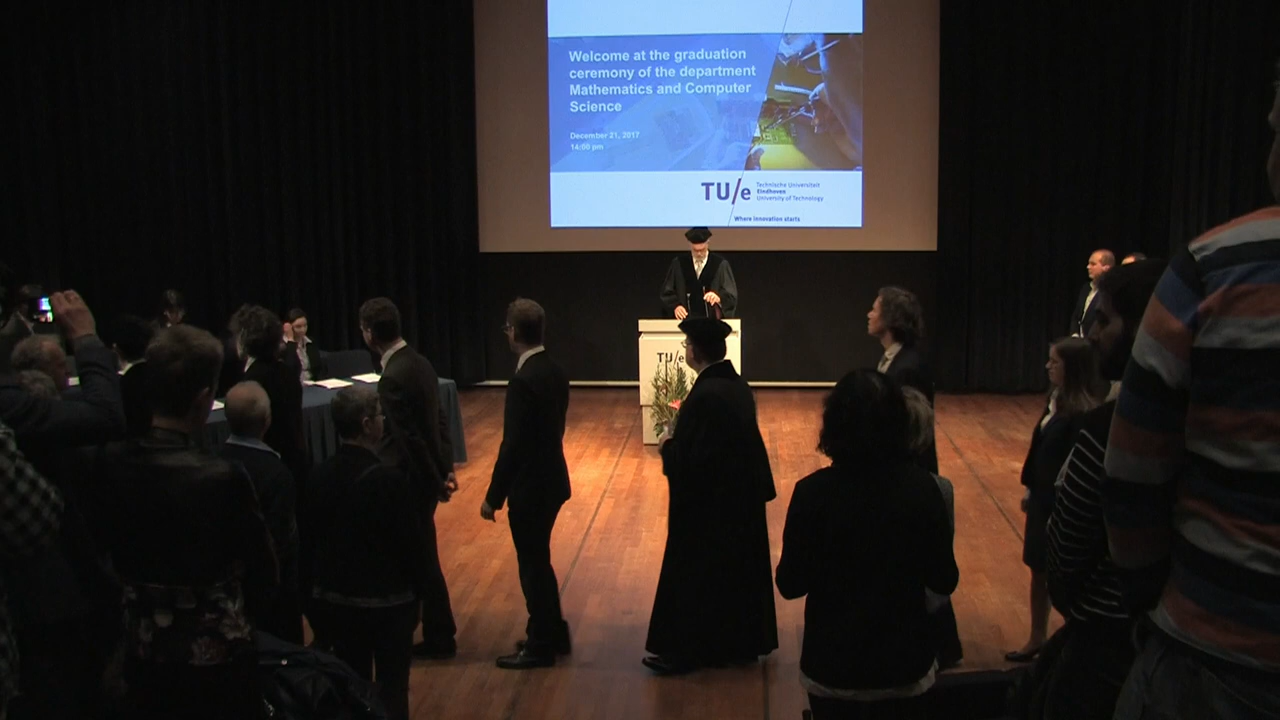 Welcome at the graduation
ceremony of the department
Mathematics and Computer
Science
December 21, 2017
14:00 pm
TU/e Technische Universiteit
Eindhoven
University of Technology
Where innovation starts
TU/e